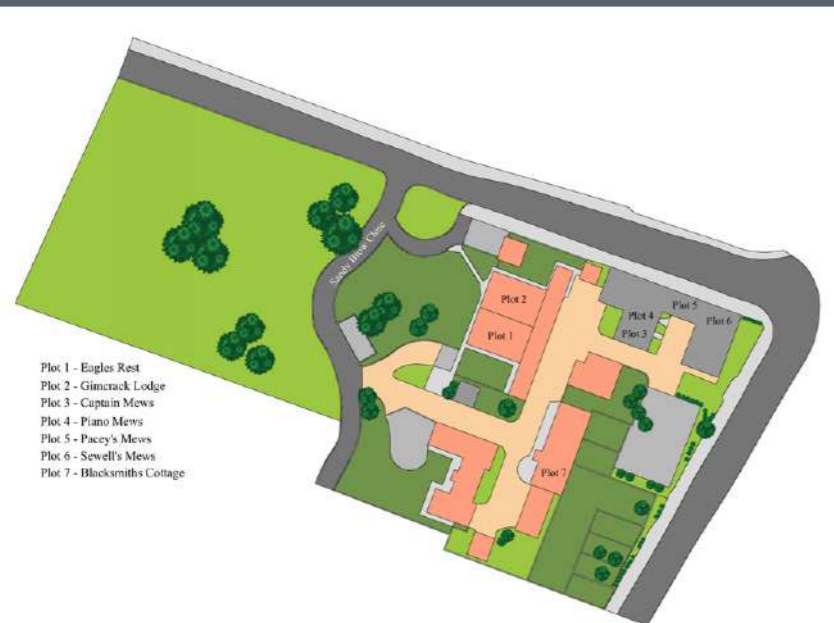 Sandy Brow Close
Plot 2
Plot 1
Plot 5
Plot 4
Plot 6
Plot 3
Plot 7
Plot 1 - Eagles Rest
Plot 2 - Gimcrack Lodge
Plot 3 - Captain Mews
Plot 4 - Piano Mews
Plot 5 - Pacey's Mews
Plot 6 - Sewell's Mews
Plot 7 - Blacksmiths Cottage